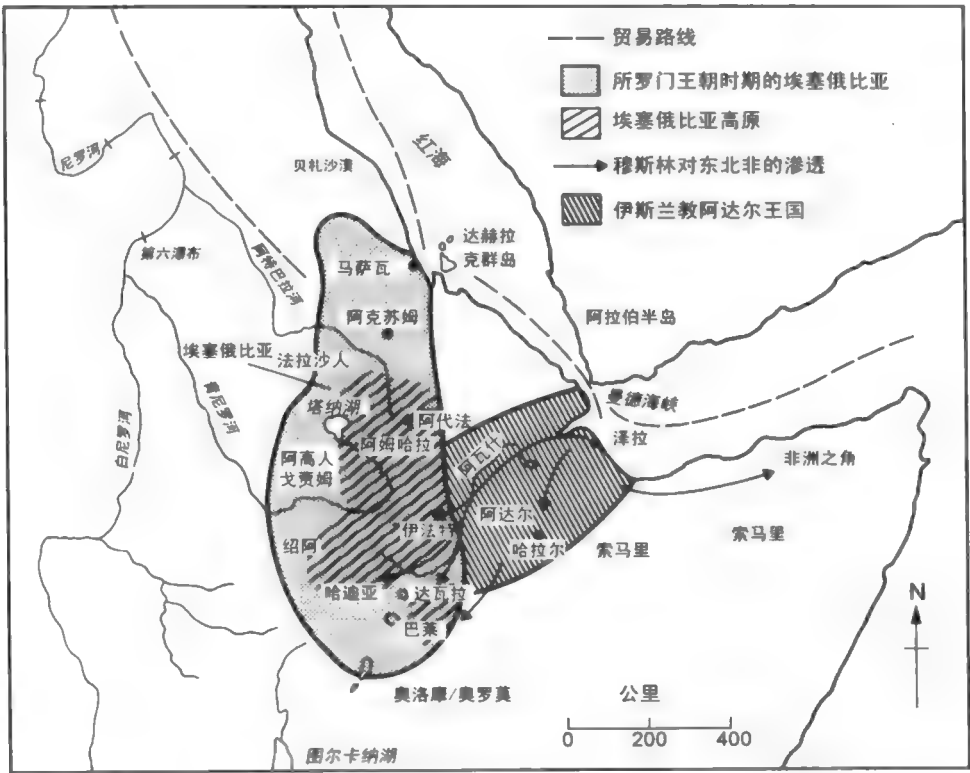 贸易路线
所罗门王朝时期的埃塞俄比亚
埃塞俄比亚高原
穆斯林对东北非的渗透
伊斯兰教阿达尔王国
红海
尼罗河
贝札沙漠
第六瀑布
阿特巴拉河
达赫拉
克群岛
马萨瓦
阿克苏姆
阿拉伯半岛
埃塞俄比亚
法拉沙人
青尼罗河
白尼罗河
塔纳湖
阿代法
阿姆哈拉
曼德海峡
泽拉
阿瓦什
非洲之角
阿高人
戈贾姆
阿达尔
伊法特
绍阿
哈拉尔
索马里
索马里
哈迪亚
达瓦拉
巴莱
N
奥洛摩/奥罗莫
公里
0 200 400
图尔卡纳湖